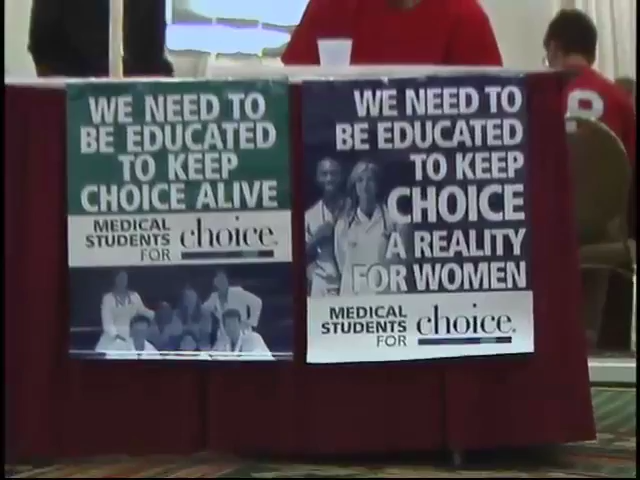 WE NEED TO
BE EDUCATED
TO KEEP
CHOICE ALIVE
MEDICAL
STUDENTS
FOR
choice.
WE NEED TO
BE EDUCATED
TO KEEP
CHOICE
A REALITY
FOR WOMEN
MEDICAL
STUDENTS
FOR
choice.
8